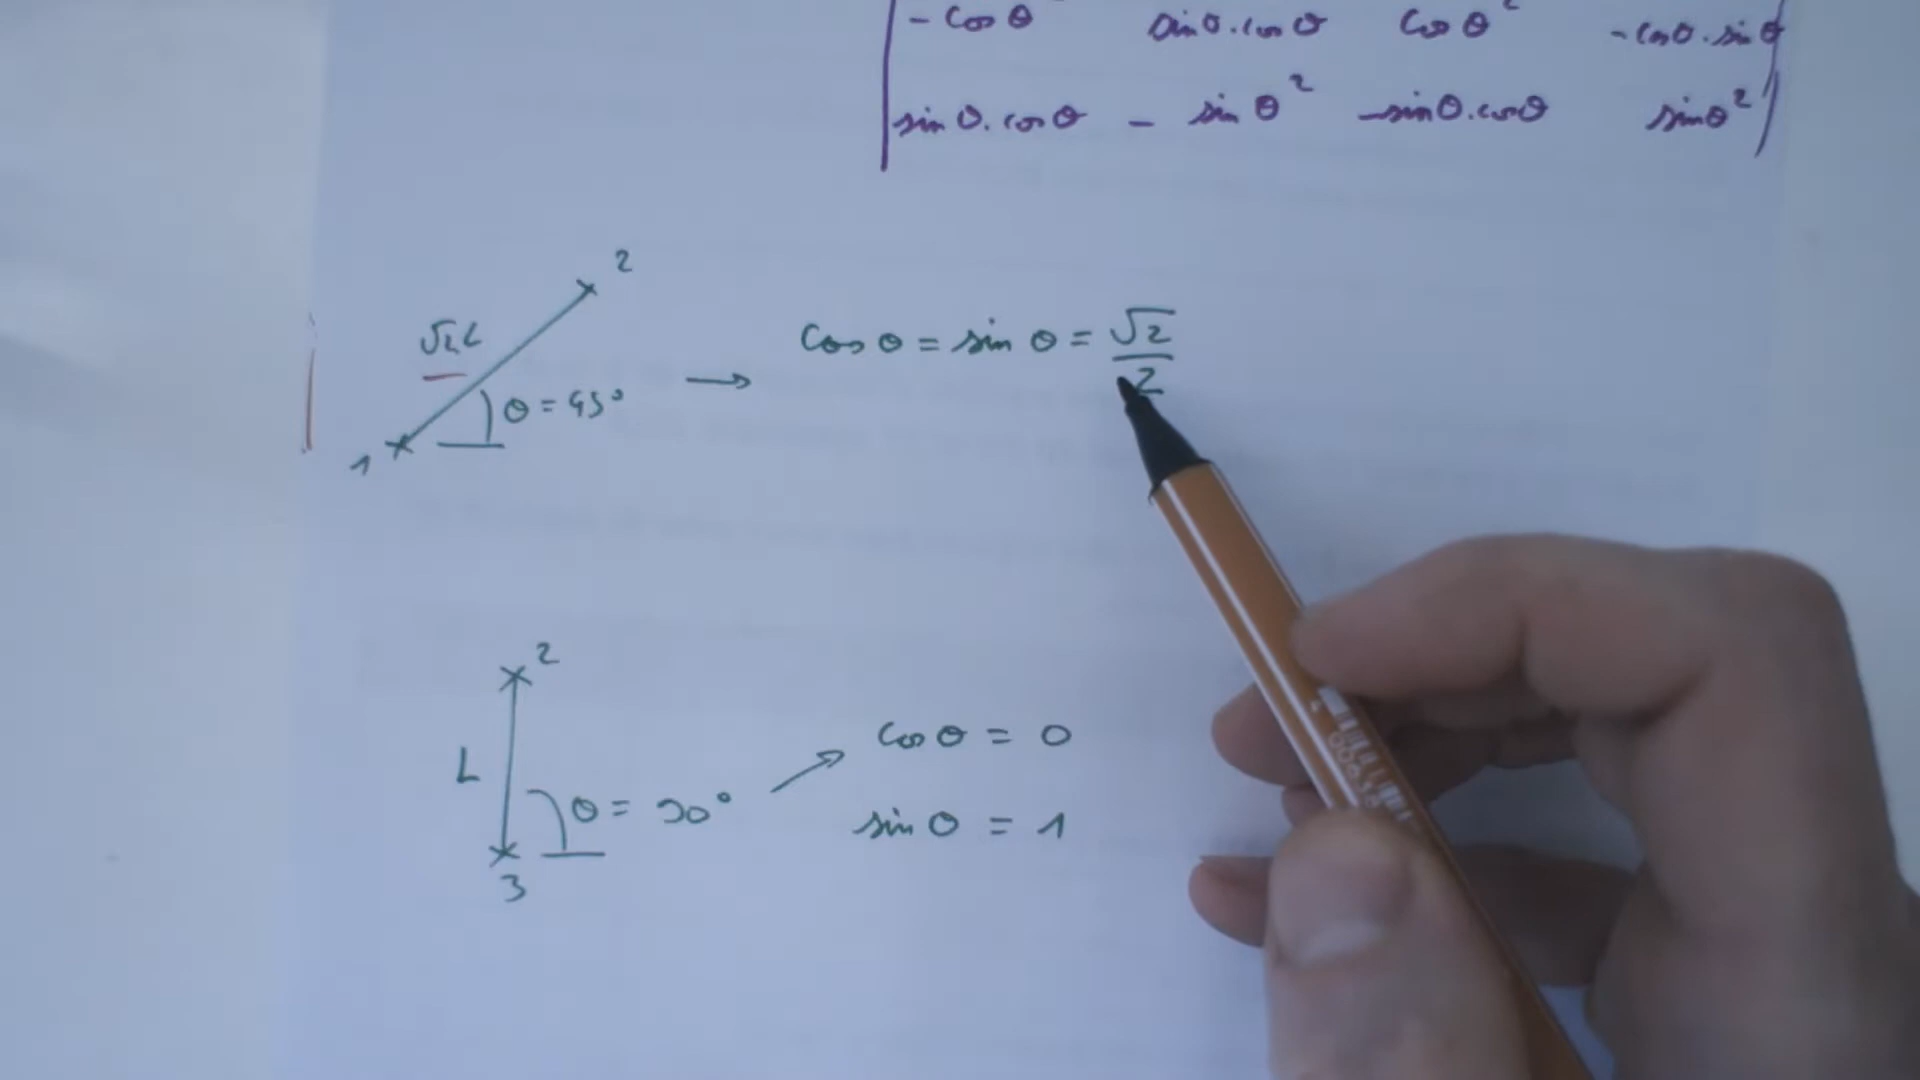 - cos θ sin θ.cos θ cos θ² - cos θ.sin θ
sin θ.cos θ - sin θ² -sin θ.cos θ sin θ²
2
√2 L
cos θ = sin θ = √2/2
θ = 45°
1
2
cos θ = 0
L
θ = 90°
sin θ = 1
3